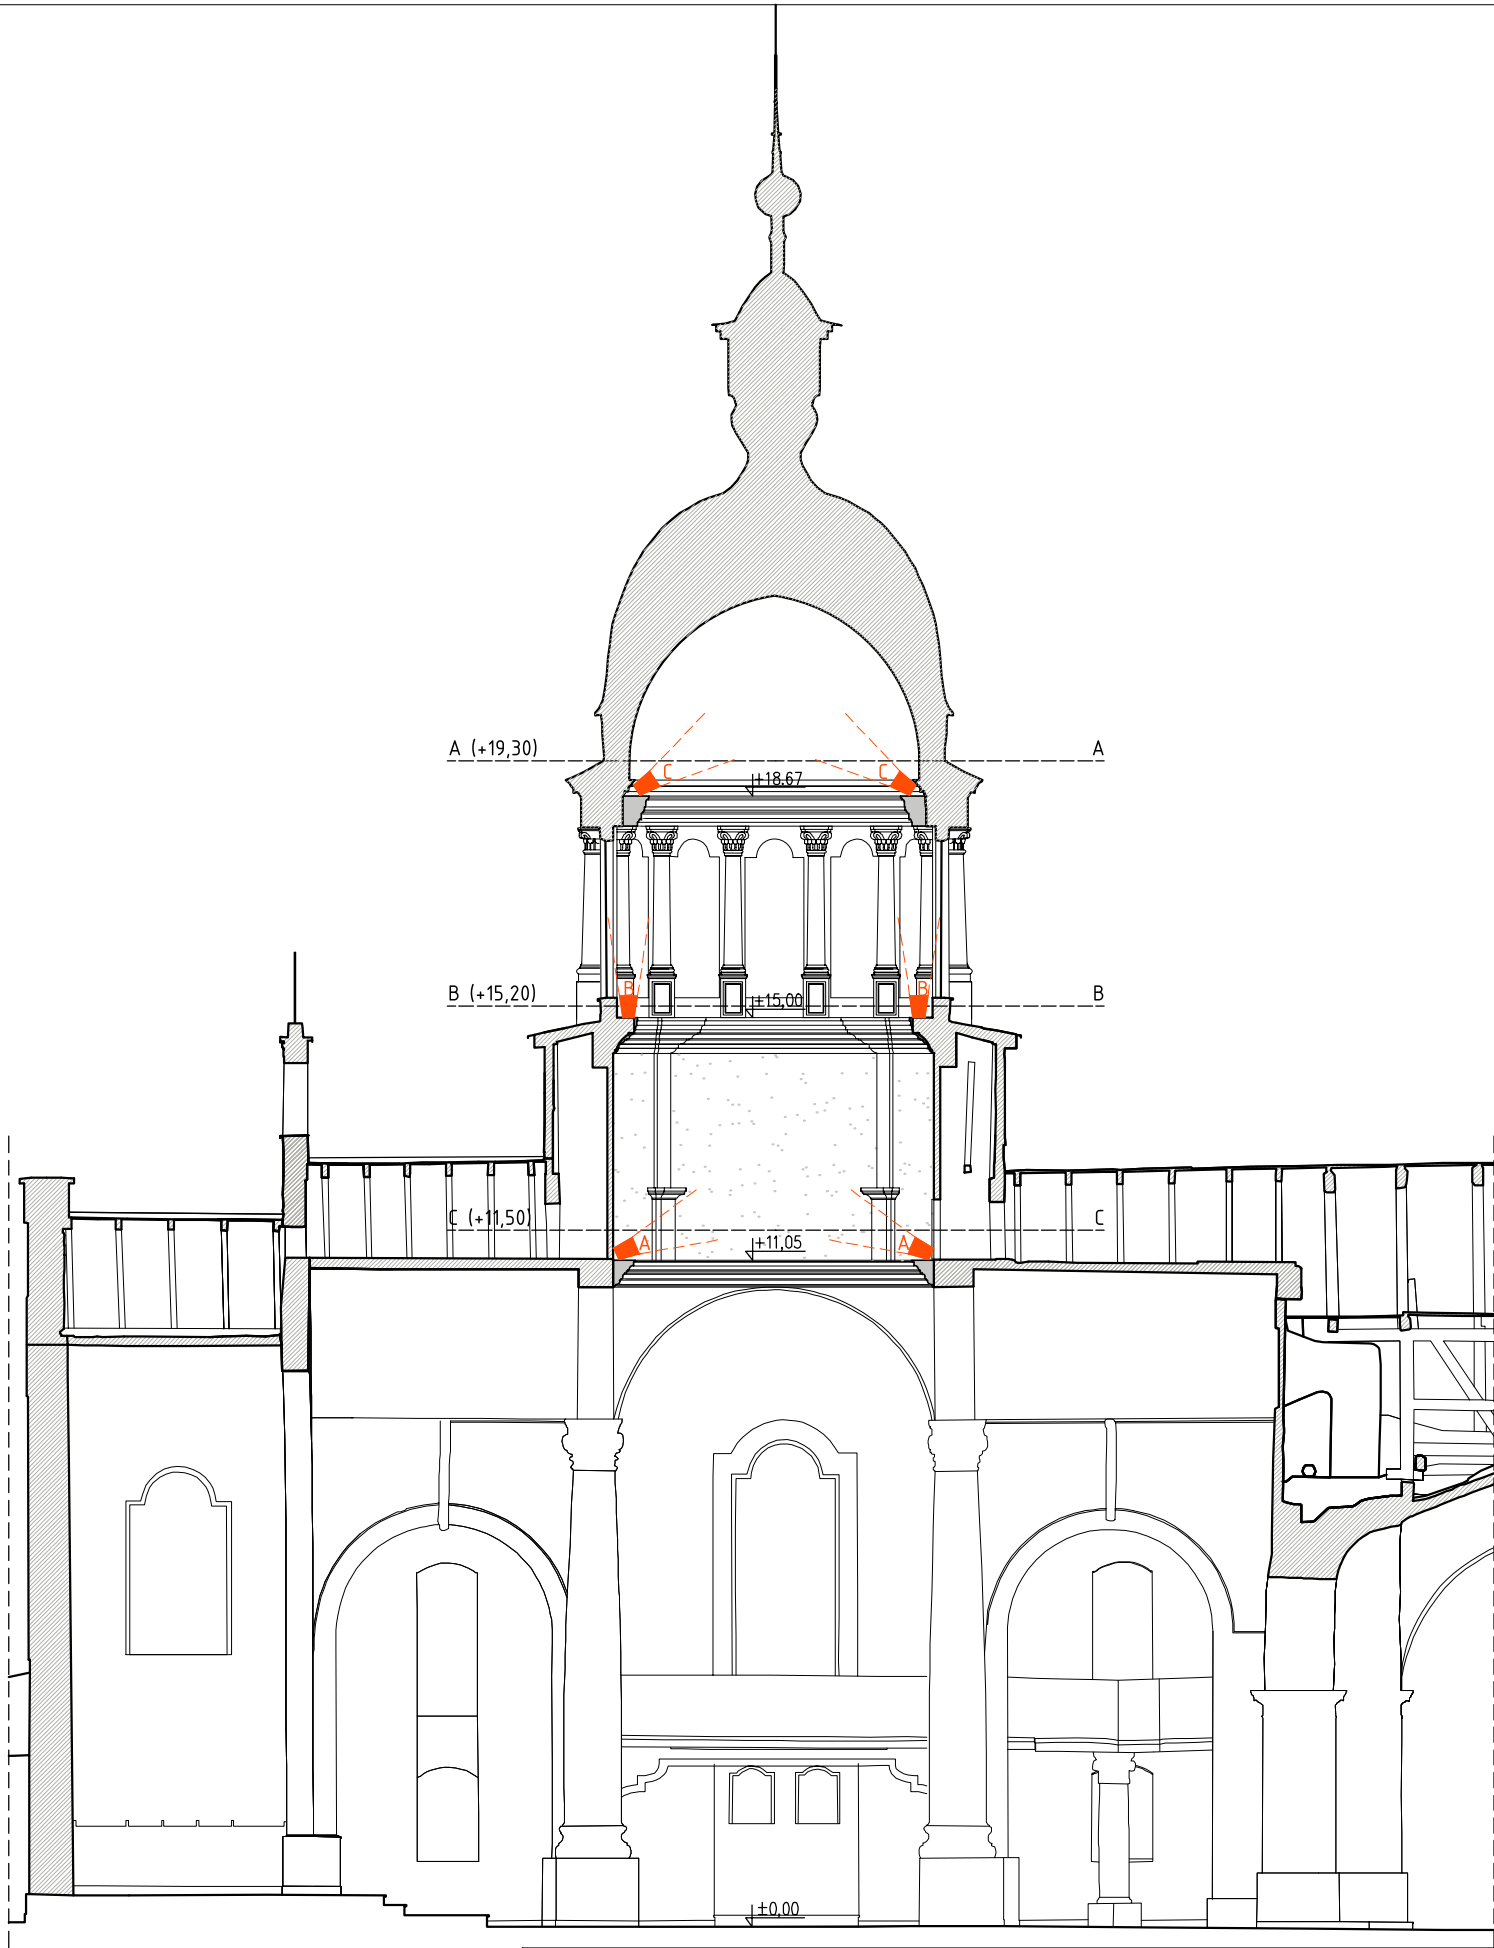 A (+19,30) A
C C
+18.67
B B
B (+15,20) B
+15,00
C (+11,50) C
A A
+11,05
±0,00